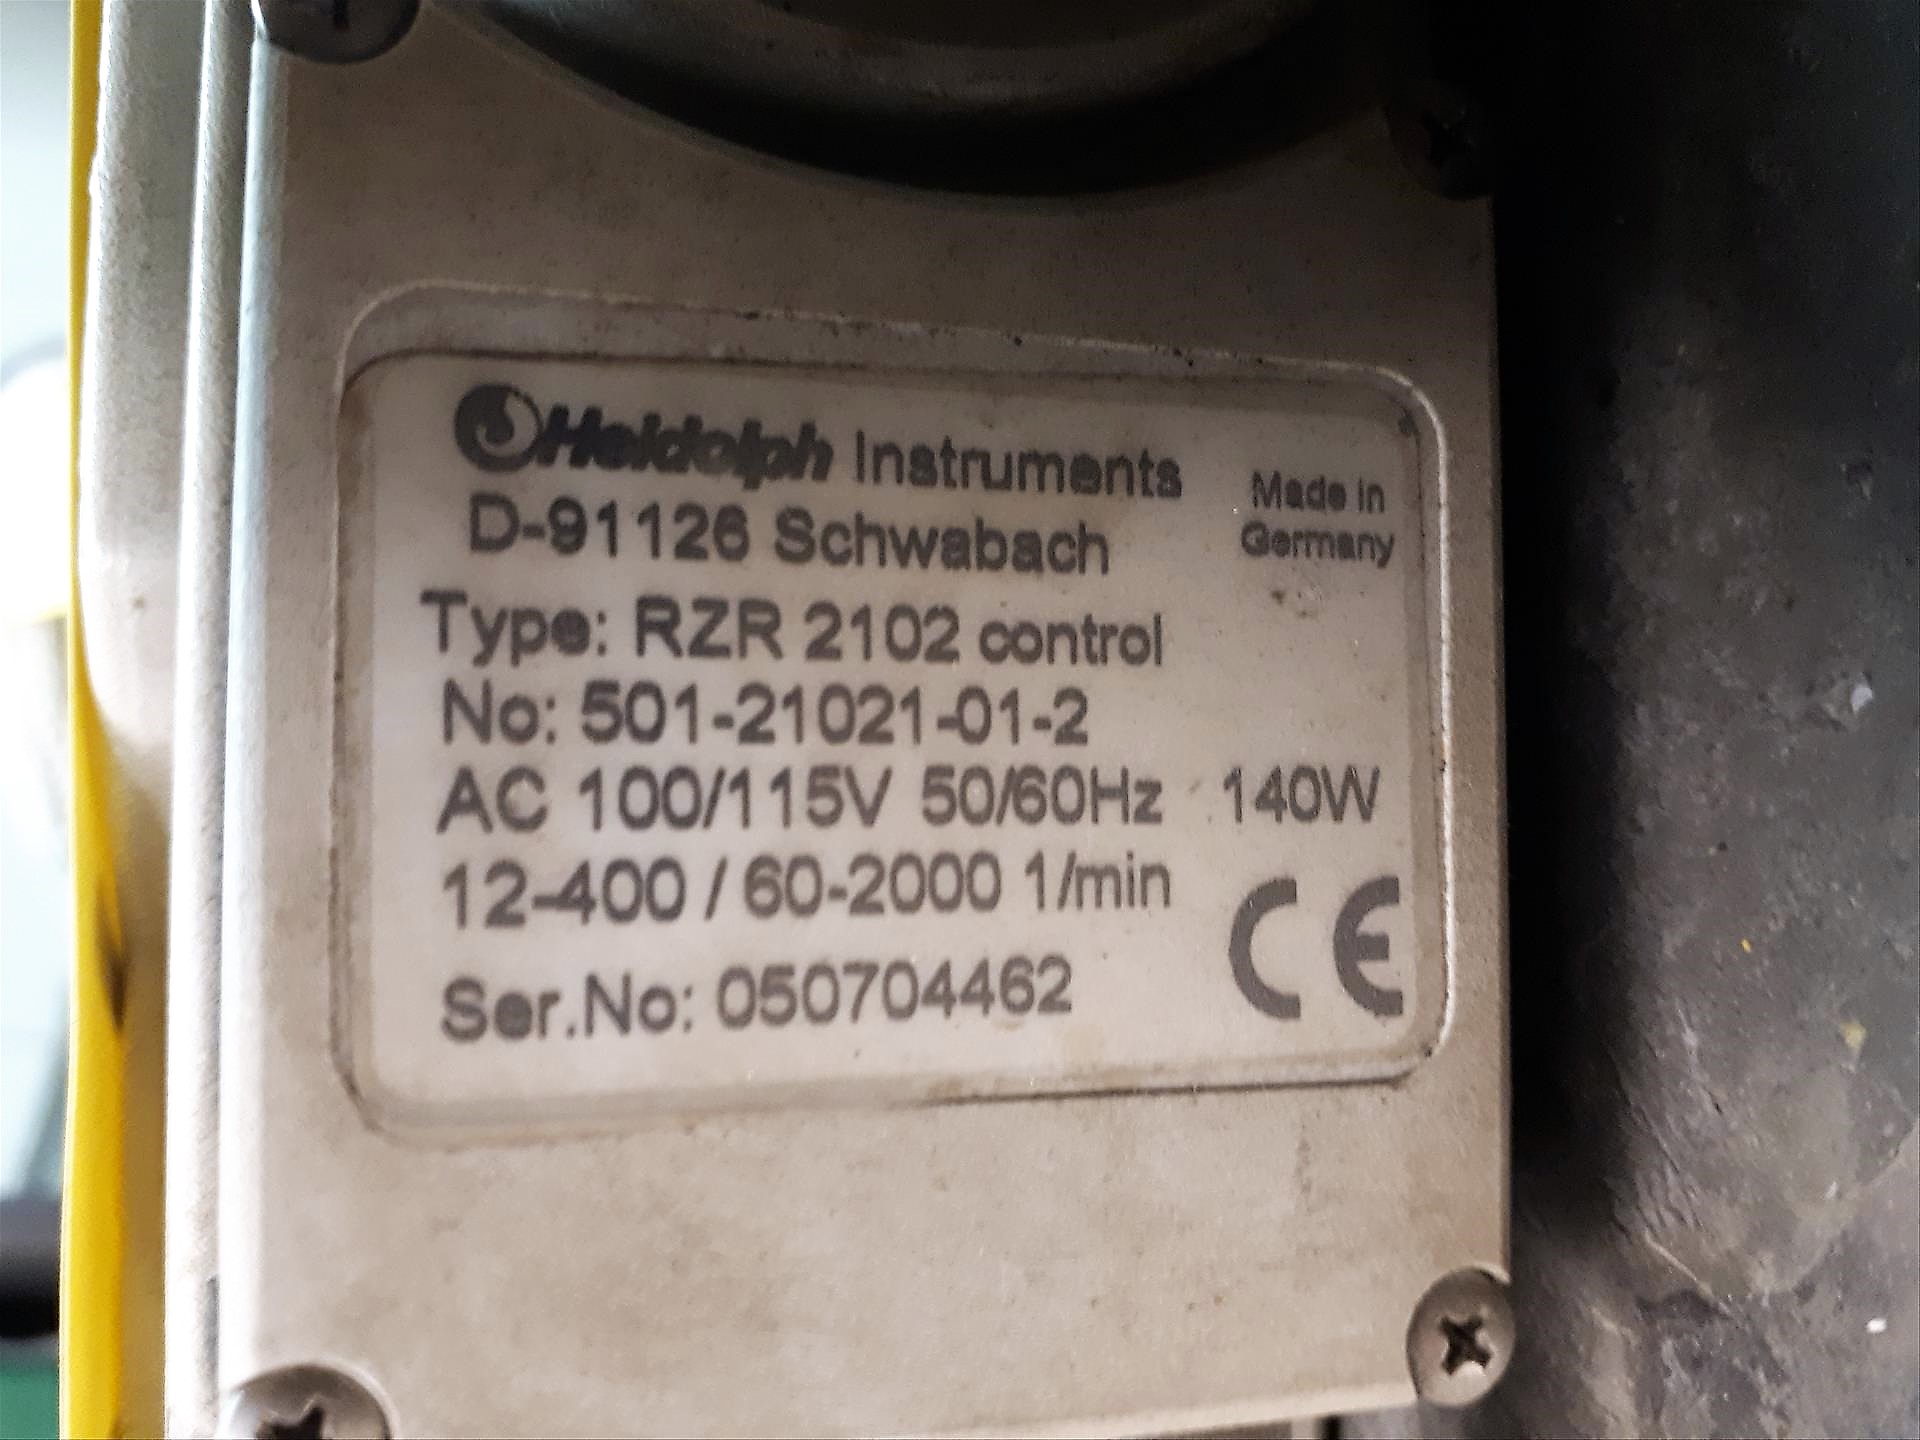 Heidolph Instruments
D-91126 Schwabach
Made in
Germany
Type: RZR 2102 control
No: 501-21021-01-2
AC 100/115V 50/60Hz 140W
12-400 / 60-2000 1/min
CE
Ser.No: 050704462